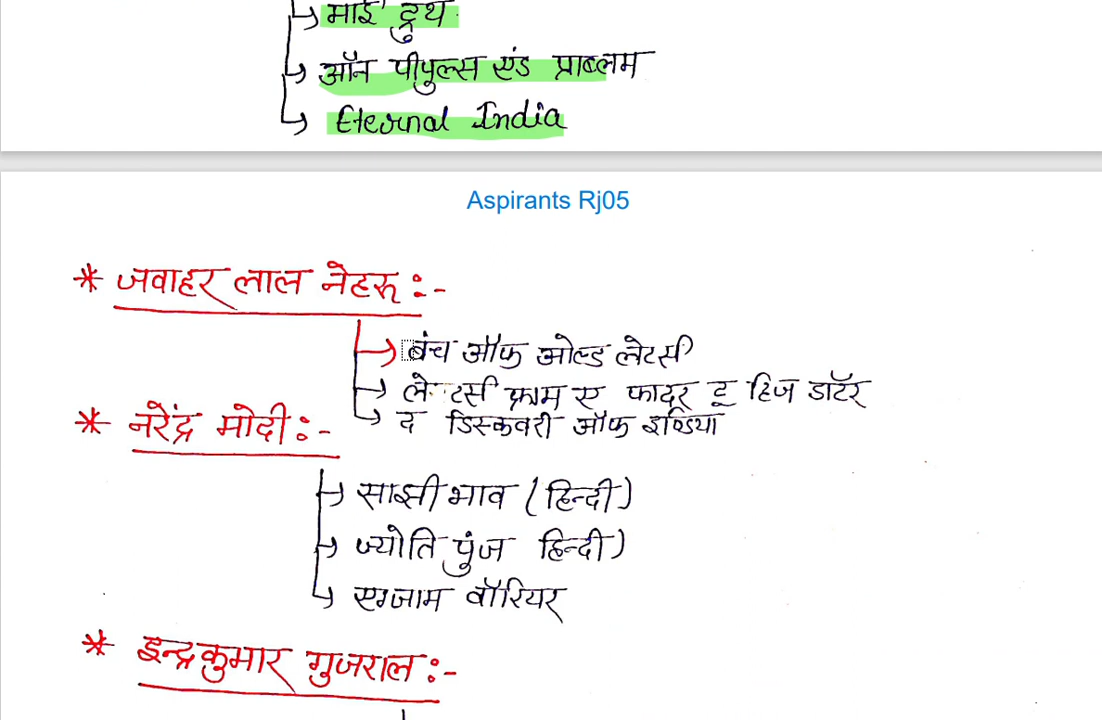 माई ट्रुथ
ऑन पीपुल्स एंड प्राब्लम
Eternal India
Aspirants Rj05
* जवाहर लाल नेहरू :-
बंच ऑफ ओल्ड लेटर्स
लेटर्स फ्राम ए फादर टू हिज डॉटर
द डिस्कवरी ऑफ इण्डिया
* नरेंद्र मोदी :-
साझी भाव (हिन्दी)
ज्योति पुंज हिन्दी)
एग्जाम वॉरियर
* इन्द्रकुमार गुजराल :-